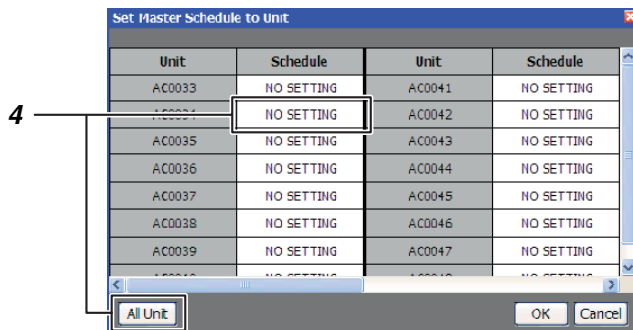 Set Master Schedule to Unit
Unit Schedule Unit Schedule
AC0033 NO SETTING AC0041 NO SETTING
4
NO SETTING AC0042 NO SETTING
AC0035 NO SETTING AC0043 NO SETTING
AC0036 NO SETTING AC0044 NO SETTING
AC0037 NO SETTING AC0045 NO SETTING
AC0038 NO SETTING AC0046 NO SETTING
AC0039 NO SETTING AC0047 NO SETTING
All Unit OK Cancel